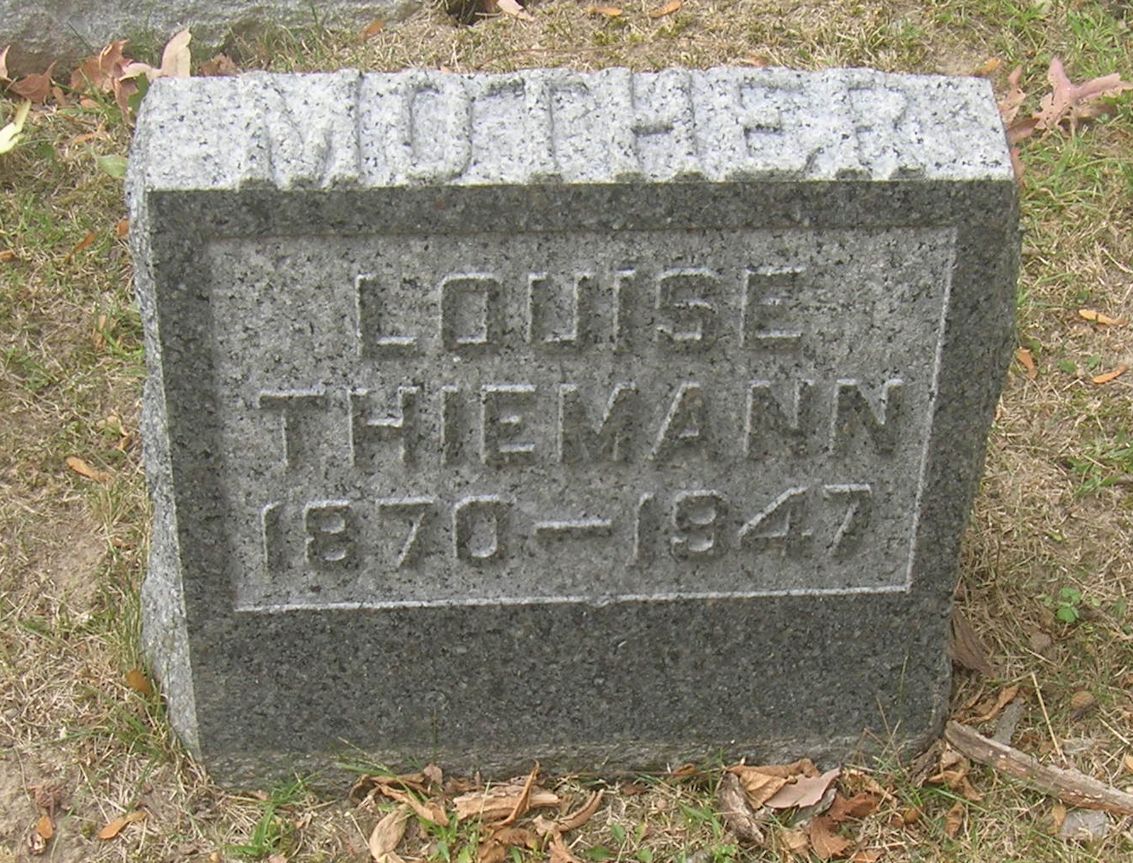 MOTHER
LOUISE
THIEMANN
1870-1947